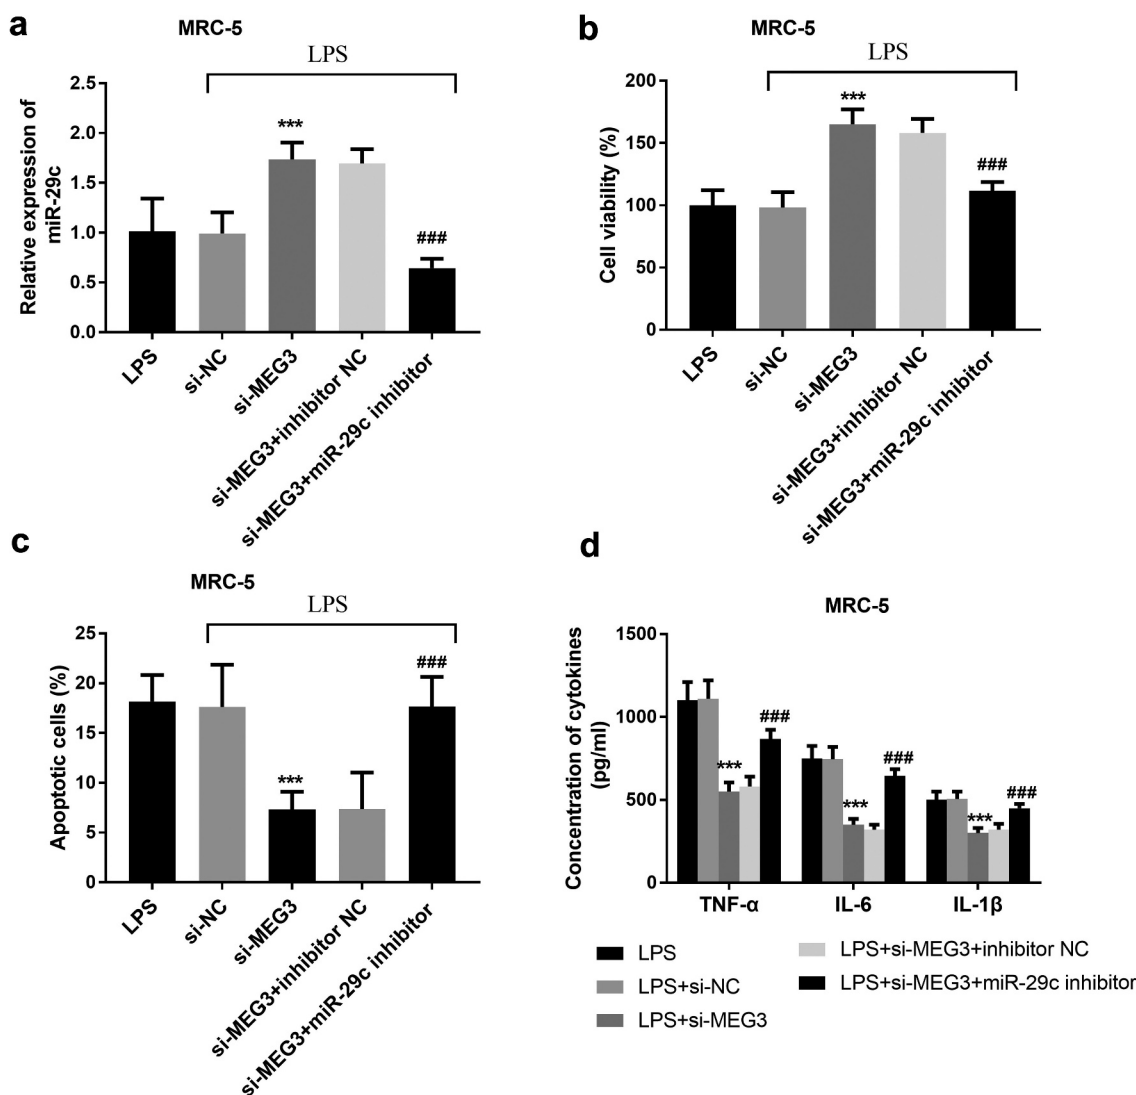 a
MRC-5
LPS
Relative expression of
miR-29c
2.5
2.0
1.5
1.0
0.5
0.0
***
###
LPS
si-NC
si-MEG3
si-MEG3+inhibitor NC
si-MEG3+miR-29c inhibitor
b
MRC-5
LPS
Cell viability (%)
200
150
100
50
0
***
###
LPS
si-NC
si-MEG3
si-MEG3+inhibitor NC
si-MEG3+miR-29c inhibitor
c
MRC-5
LPS
Apoptotic cells (%)
25
20
15
10
5
0
***
###
LPS
si-NC
si-MEG3
si-MEG3+inhibitor NC
si-MEG3+miR-29c inhibitor
d
MRC-5
Concentration of cytokines
(pg/ml)
1500
1000
500
0
***
###
***
###
***
###
TNF-α
IL-6
IL-1β
LPS
LPS+si-NC
LPS+si-MEG3
LPS+si-MEG3+inhibitor NC
LPS+si-MEG3+miR-29c inhibitor